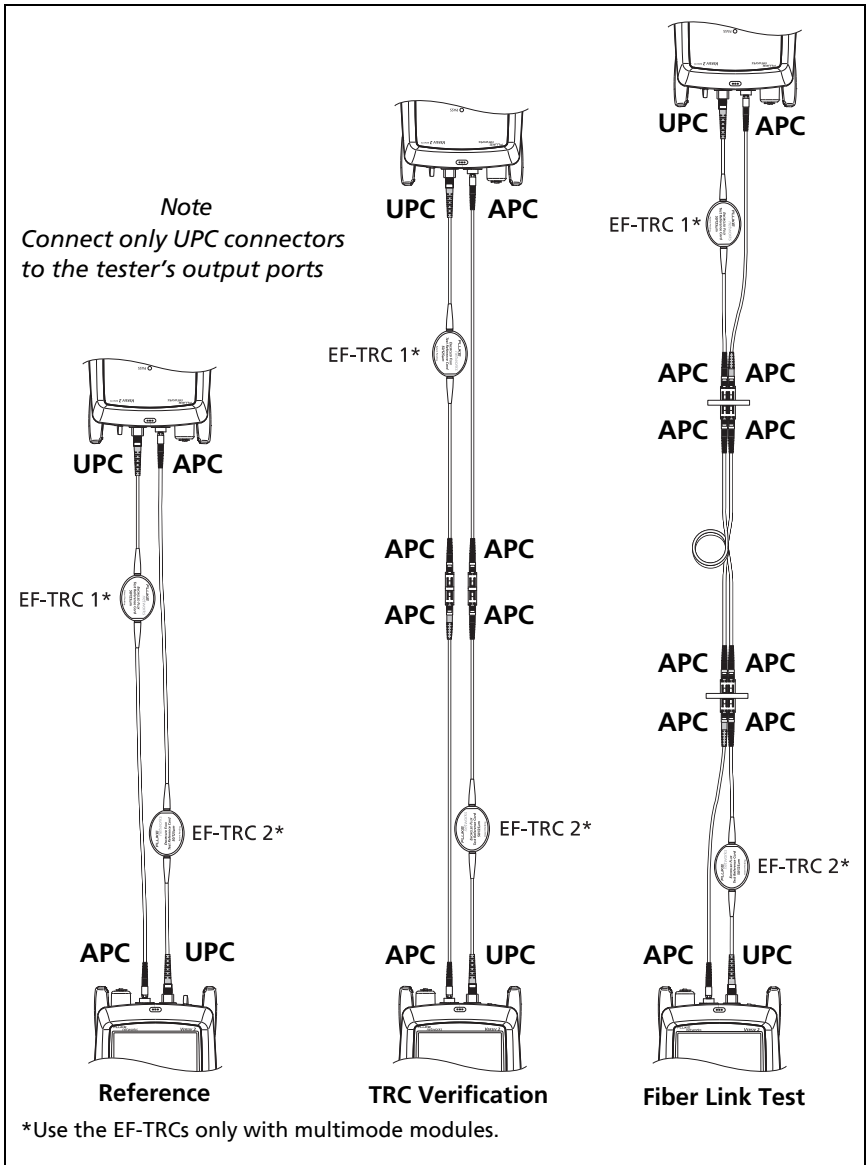 Note
Connect only UPC connectors
to the tester's output ports
UPC APC
EF-TRC 1*
EF-TRC 2*
APC UPC
Reference
UPC APC
EF-TRC 1*
APC APC
APC APC
EF-TRC 2*
APC UPC
TRC Verification
UPC APC
EF-TRC 1*
APC APC
APC APC
APC APC
APC APC
EF-TRC 2*
APC UPC
Fiber Link Test
*Use the EF-TRCs only with multimode modules.